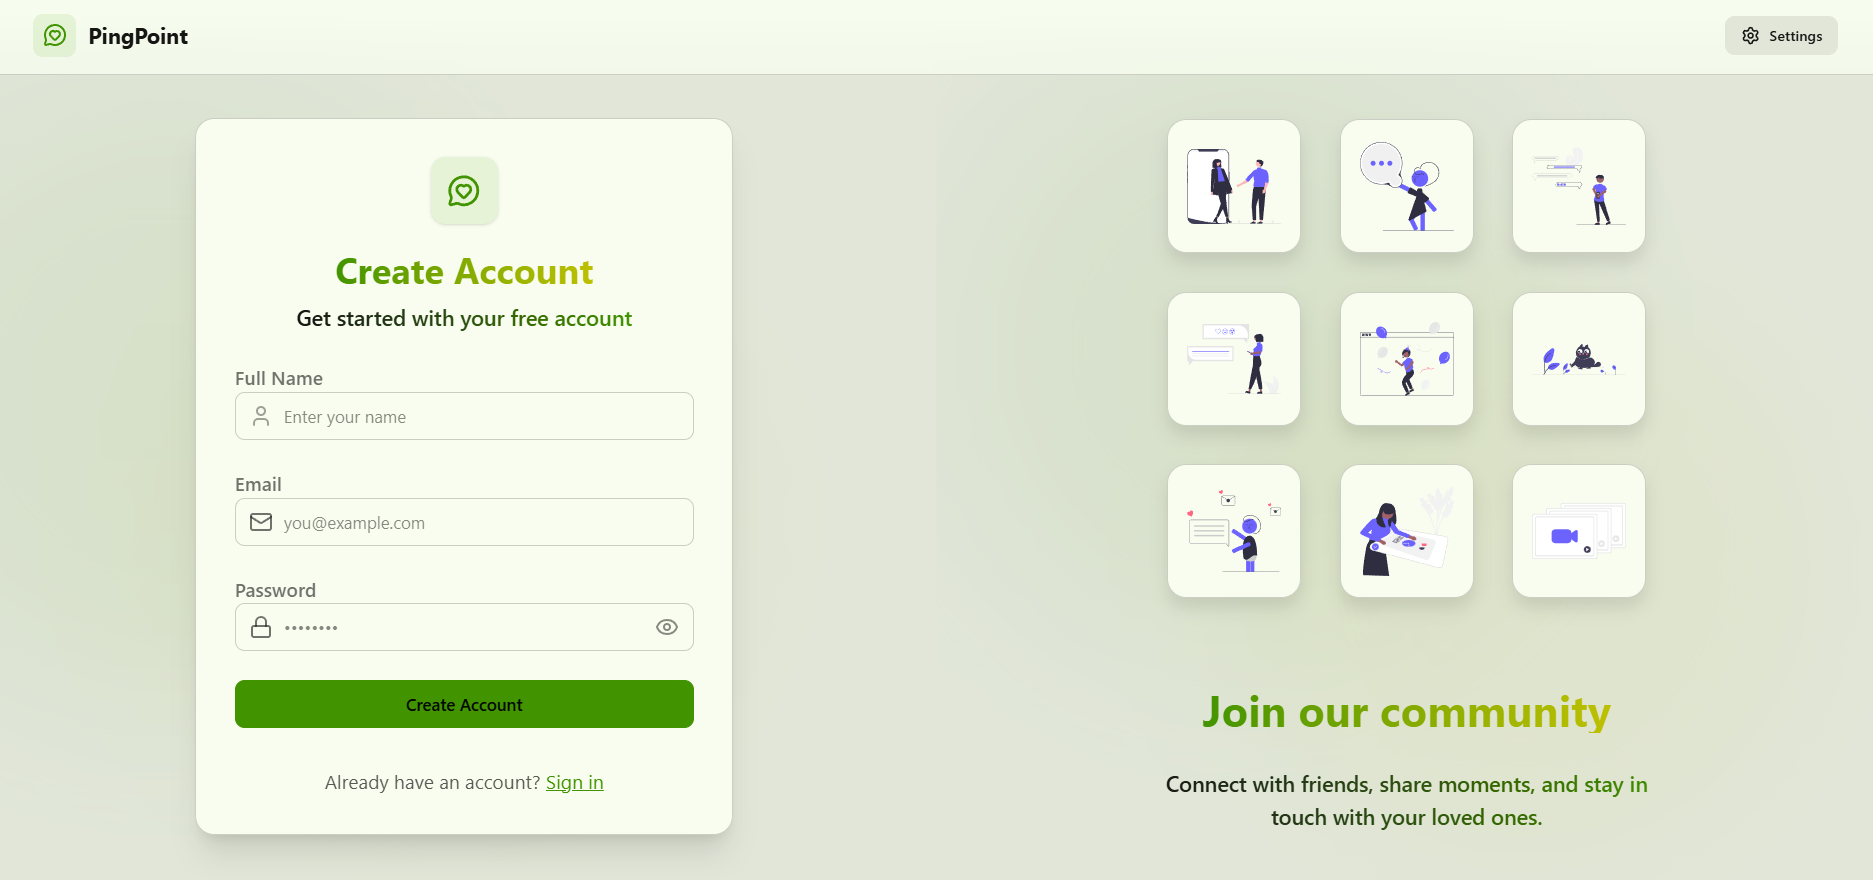 PingPoint
Settings
Create Account
Get started with your free account
Full Name
Enter your name
Email
you@example.com
Password
••••••••
Create Account
Already have an account? Sign in
Join our community
Connect with friends, share moments, and stay in
touch with your loved ones.